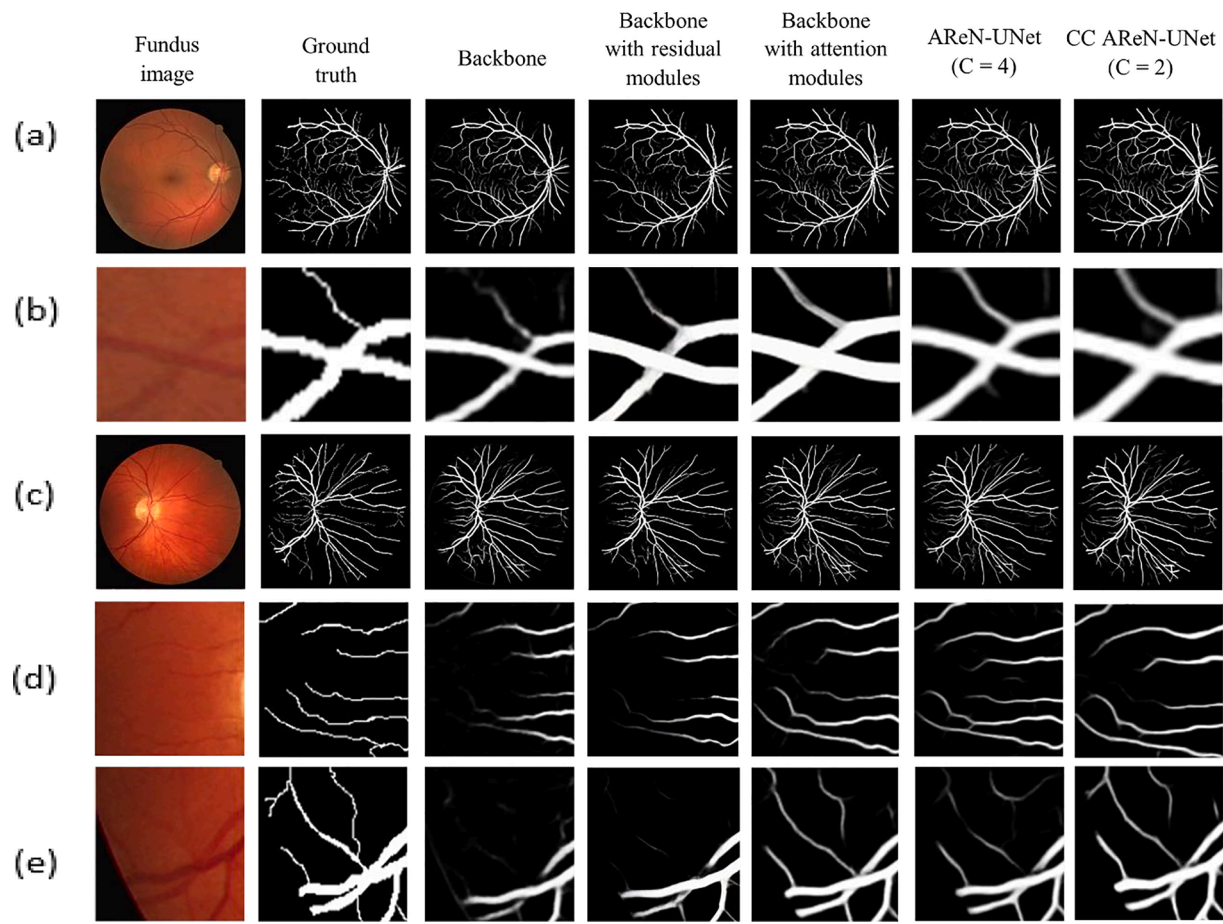 Fundus
image
Ground
truth
Backbone
Backbone
with residual
modules
Backbone
with attention
modules
AReN-UNet
(C = 4)
CC AReN-UNet
(C = 2)
(a)
(b)
(c)
(d)
(e)